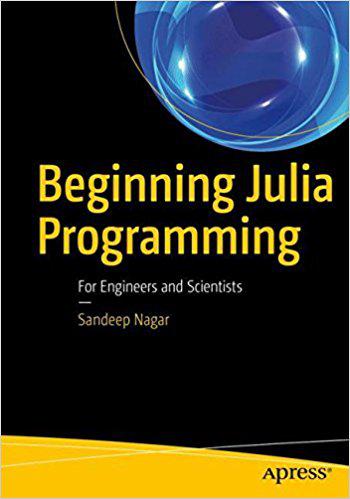 Beginning Julia
Programming
For Engineers and Scientists
—
Sandeep Nagar
Apress®